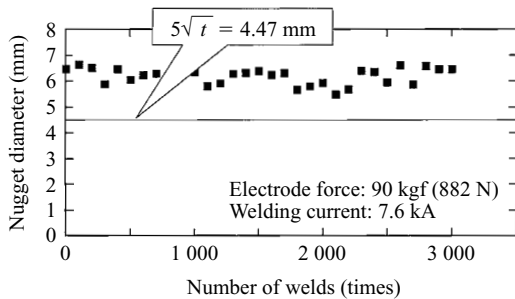 5√t = 4.47 mm
Nugget diameter (mm)
8
7
6
5
4
3
2
1
0
Electrode force: 90 kgf (882 N)
Welding current: 7.6 kA
0 1 000 2 000 3 000
Number of welds (times)